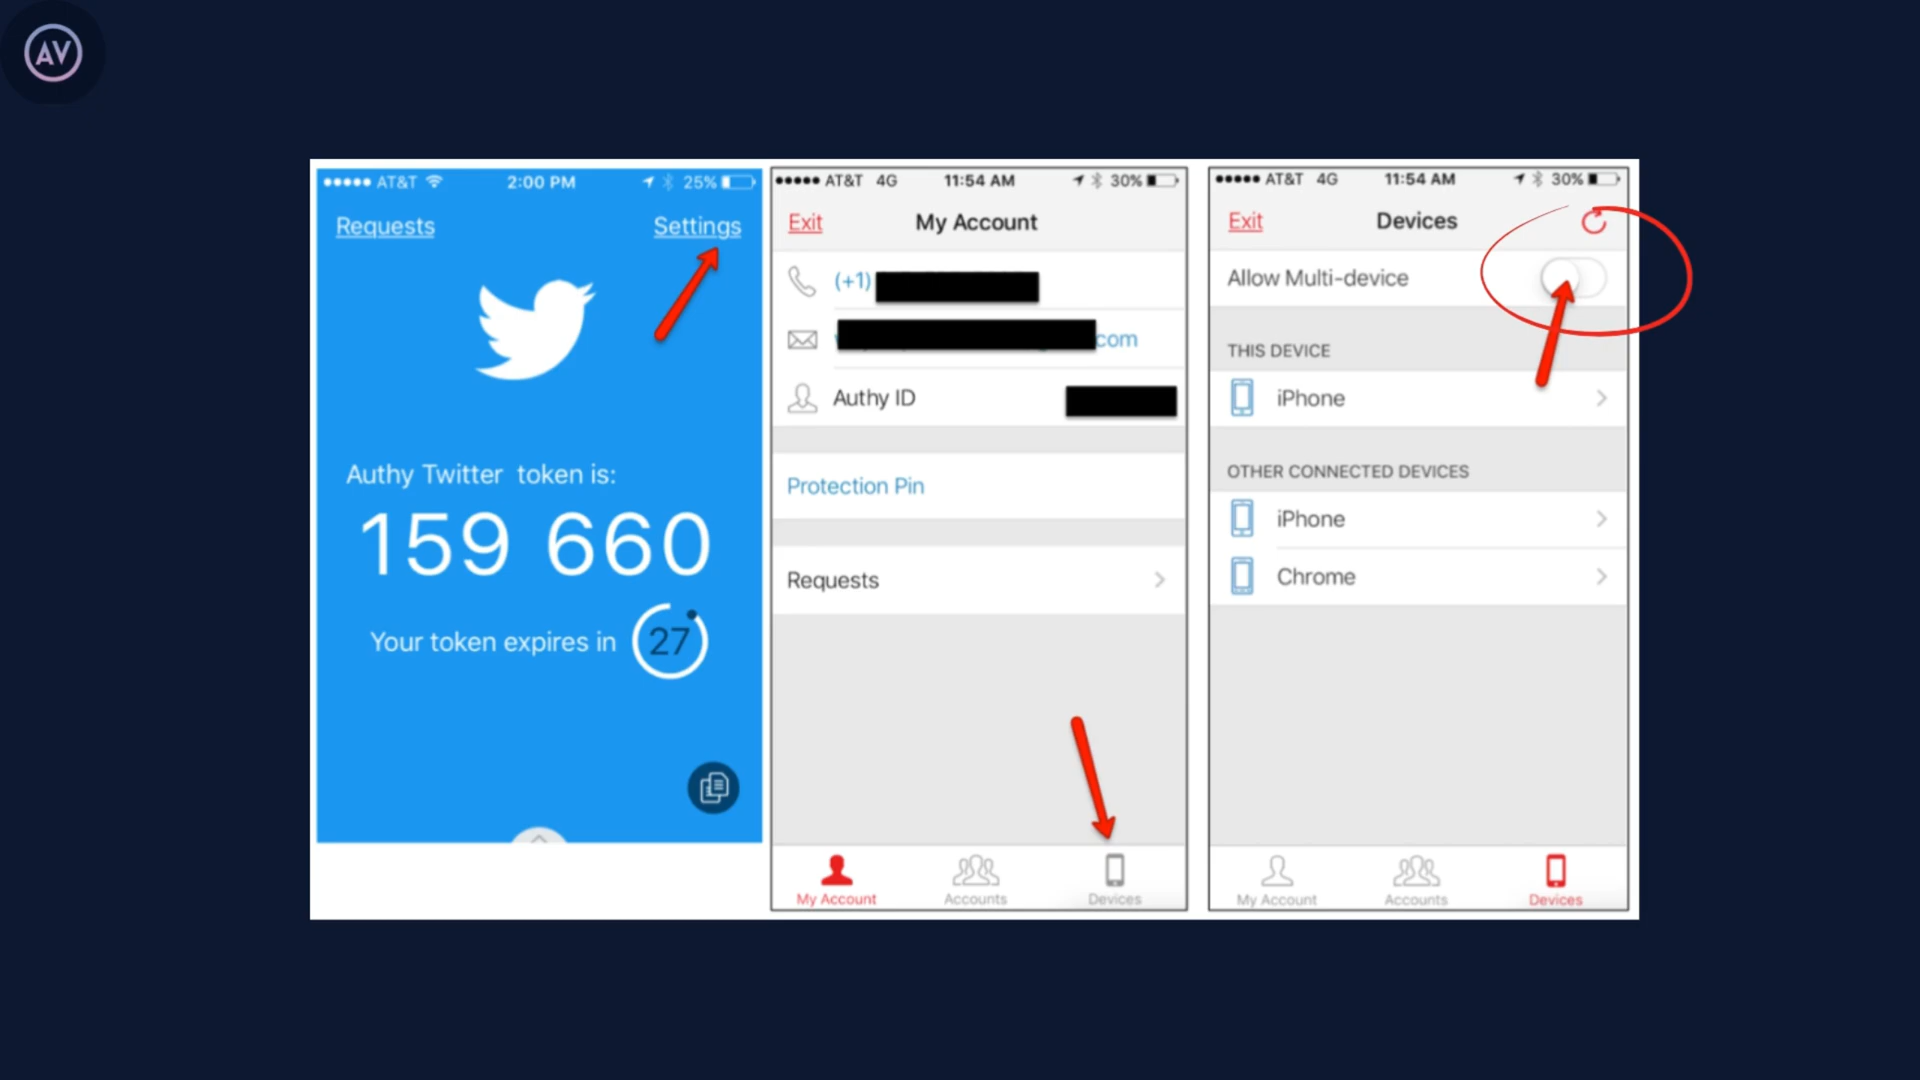 AV
AT&T
2:00 PM
25%
Requests
Settings
Authy Twitter token is:
159 660
Your token expires in
27
AT&T 4G
11:54 AM
30%
Exit
My Account
(+1)
com
Authy ID
Protection Pin
Requests
My Account
Accounts
Devices
AT&T 4G
11:54 AM
30%
Exit
Devices
Allow Multi-device
THIS DEVICE
iPhone
OTHER CONNECTED DEVICES
iPhone
Chrome
My Account
Accounts
Devices